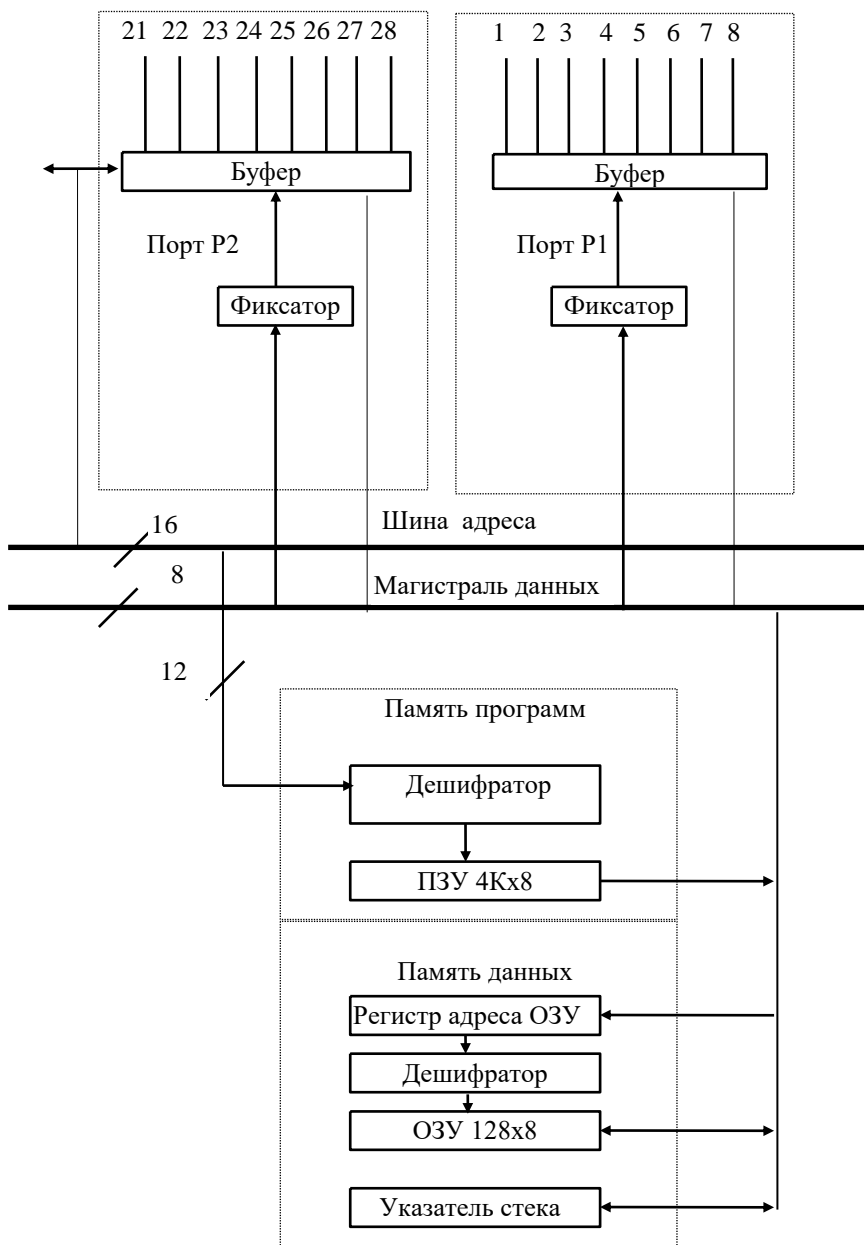 21 22 23 24 25 26 27 28
1 2 3 4 5 6 7 8
Буфер
Буфер
Порт P2
Порт P1
Фиксатор
Фиксатор
Шина адреса
16
8
Магистраль данных
12
Память программ
Дешифратор
ПЗУ 4Кх8
Память данных
Регистр адреса ОЗУ
Дешифратор
ОЗУ 128х8
Указатель стека